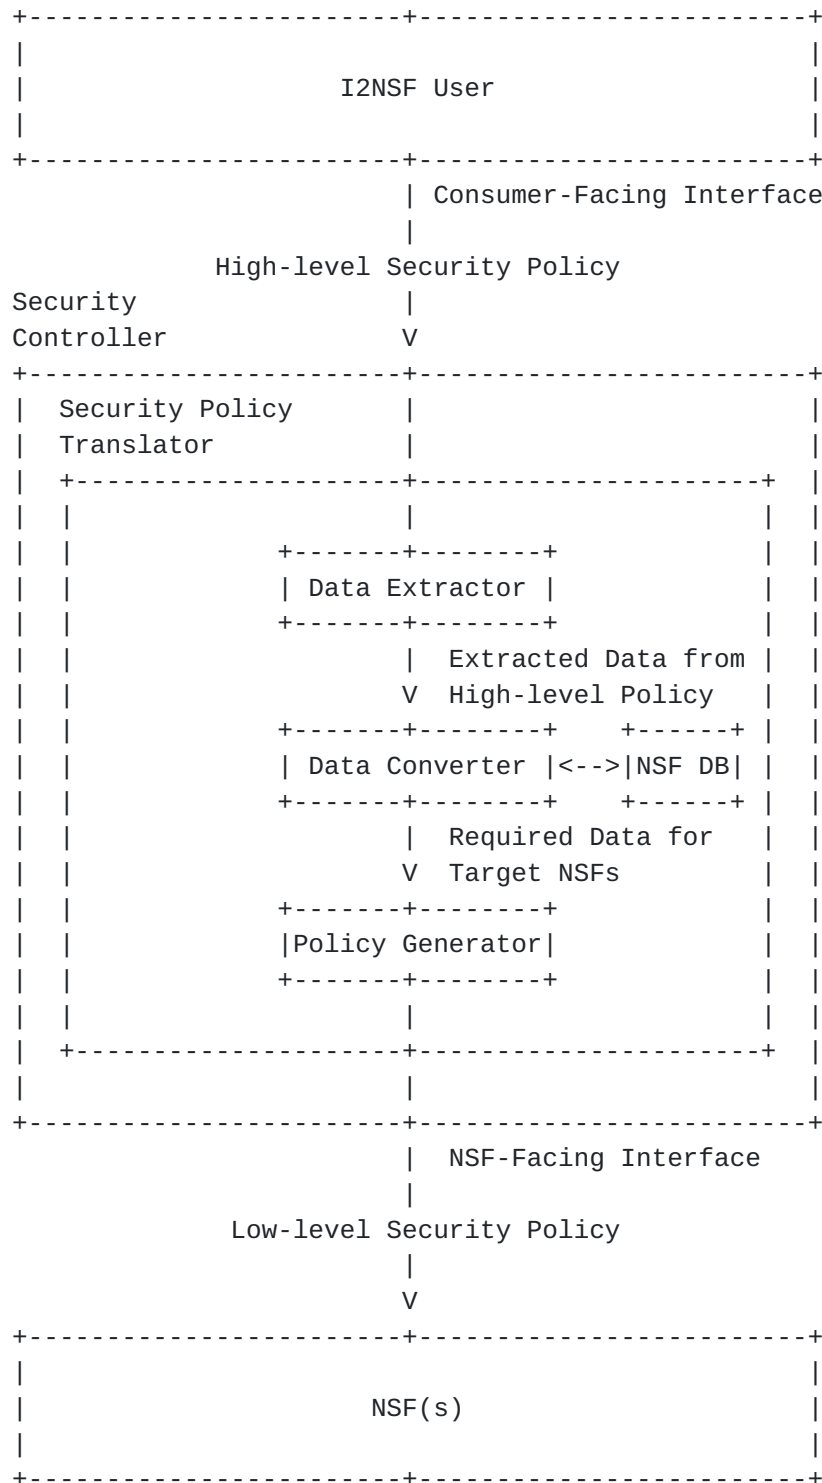 I2NSF User
Consumer-Facing Interface
High-level Security Policy
Security
Controller V
Security Policy
Translator
Data Extractor
Extracted Data from
V High-level Policy
Data Converter <--> NSF DB
Required Data for
V Target NSFs
Policy Generator
NSF-Facing Interface
Low-level Security Policy
V
NSF(s)